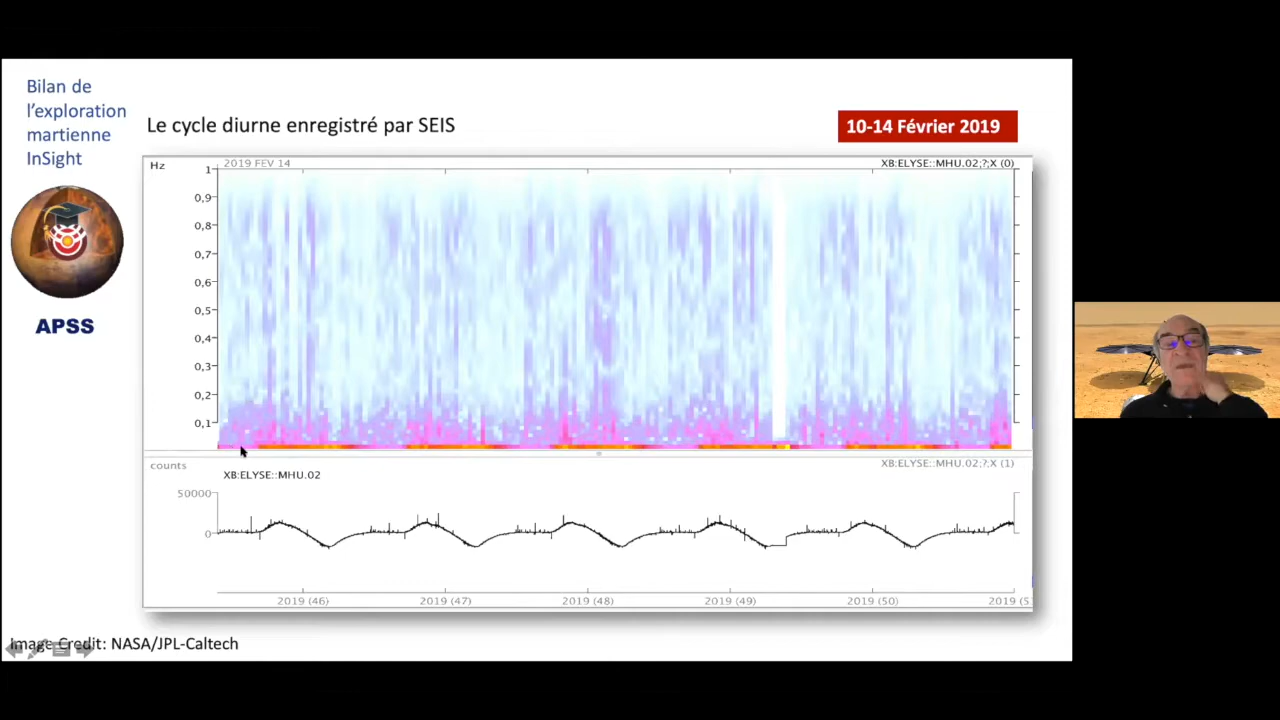 Bilan de
l’exploration
martienne
InSight
APSS
Le cycle diurne enregistré par SEIS
10-14 Février 2019
Hz
2019 FEV 14
XB:ELYSE::MHU.02;?;X (0)
1
0,9
0,8
0,7
0,6
0,5
0,4
0,3
0,2
0,1
counts
XB:ELYSE::MHU.02
XB:ELYSE::MHU.02;?;X (1)
50000
0
2019 (46)
2019 (47)
2019 (48)
2019 (49)
2019 (50)
2019 (5
Image Credit: NASA/JPL-Caltech